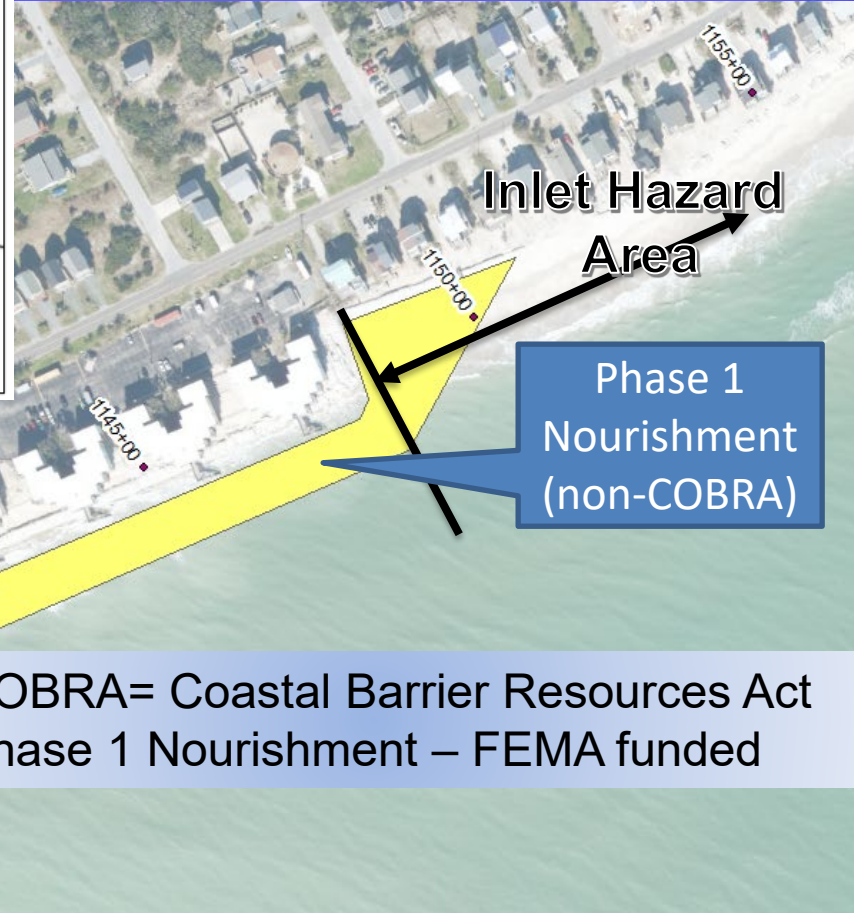 1155+00
Inlet Hazard
Area
1150+00
Phase 1
Nourishment
(non-COBRA)
1145+00
OBRA= Coastal Barrier Resources Act
hase 1 Nourishment – FEMA funded